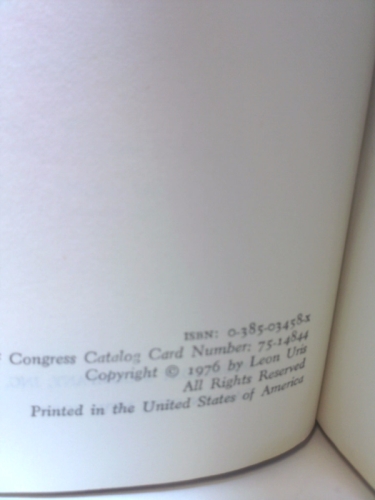 ISBN: 0-385-03458-x
Congress Catalog Card Number: 75-14844
Copyright © 1976 by Leon Uris
All Rights Reserved
Printed in the United States of America